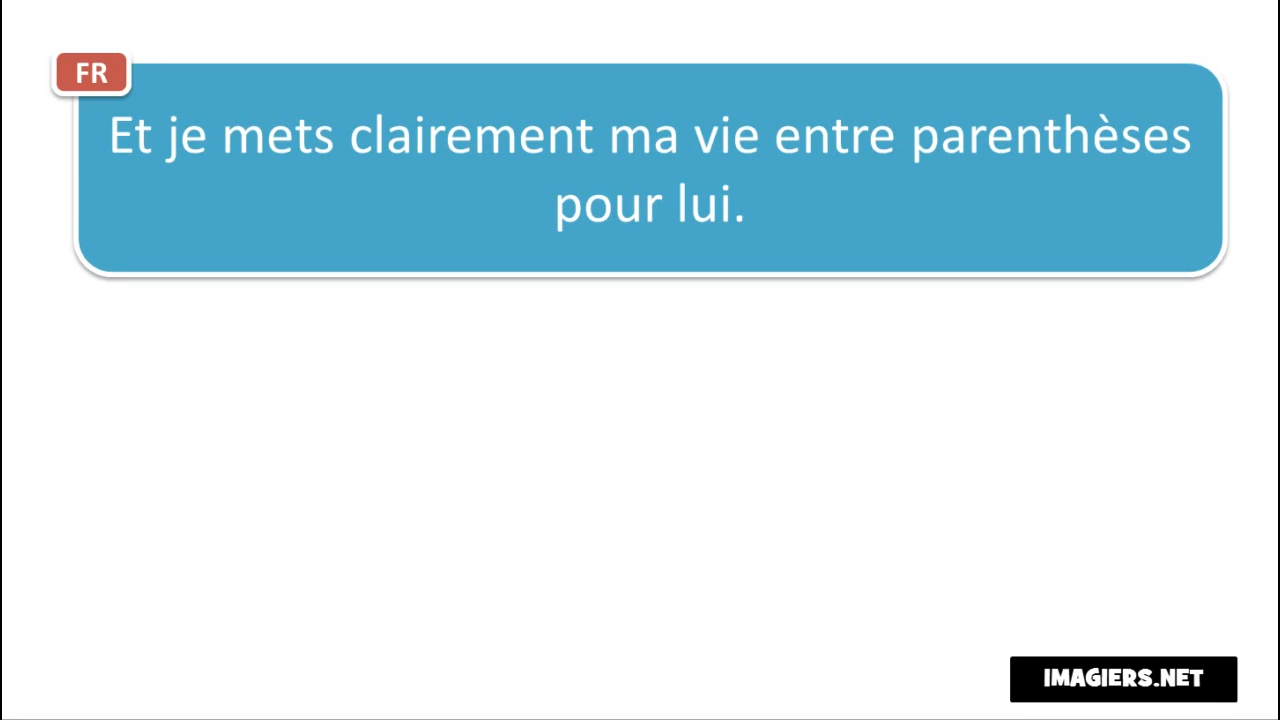 FR
Et je mets clairement ma vie entre parenthèses
pour lui.
IMAGIERS.NET